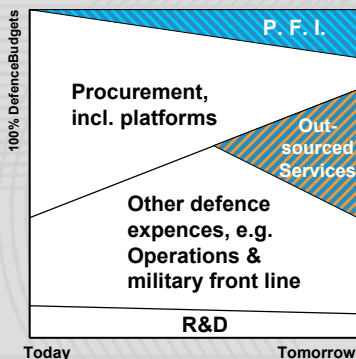 100% DefenceBudgets
P. F. I.
Procurement,
incl. platforms
Out-
sourced
Services
Other defence
expences, e.g.
Operations &
military front line
R&D
Today
Tomorrow